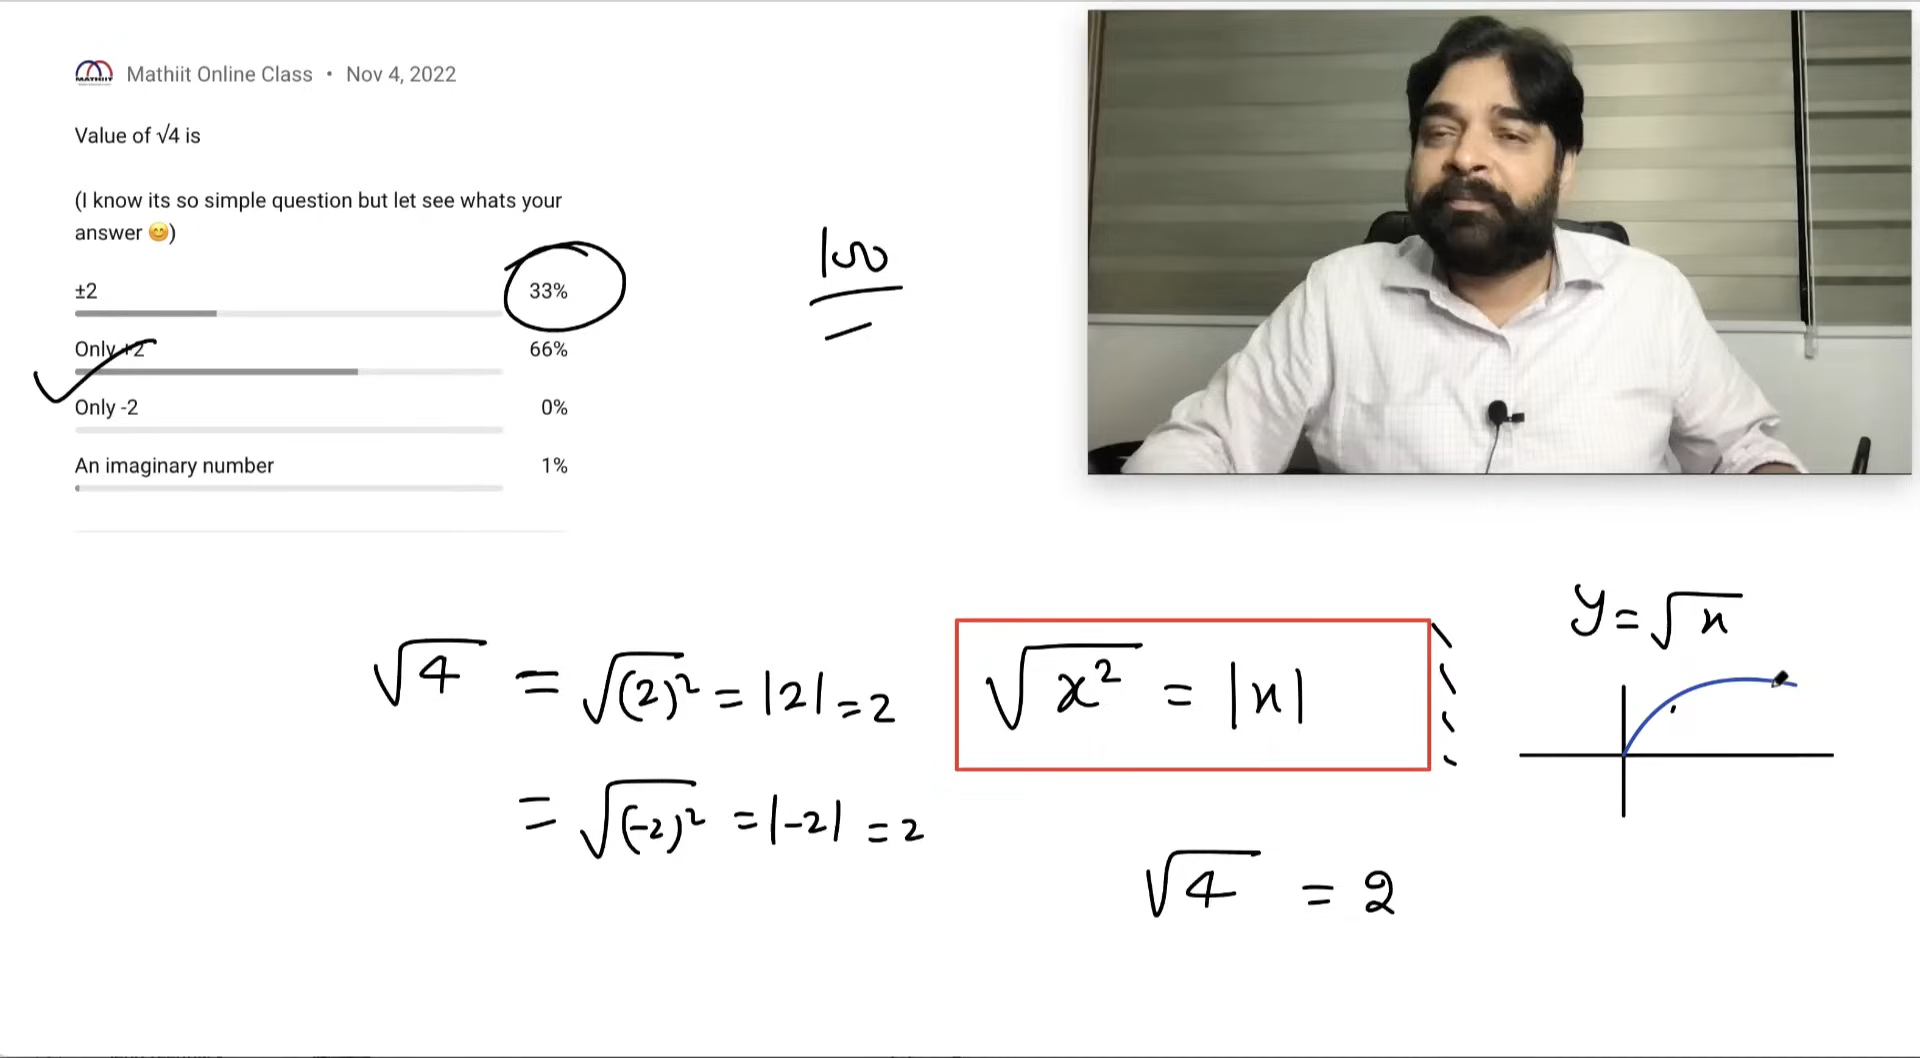 MATHIIT
Mathiit Online Class • Nov 4, 2022
Value of √4 is
(I know its so simple question but let see whats your
answer 😊)
±2 33%
Only +2 66%
Only -2 0%
An imaginary number 1%
100
√4 = √(2)² = |2| = 2
= √(-2)² = |-2| = 2
√x² = |x|
√4 = 2
y = √x